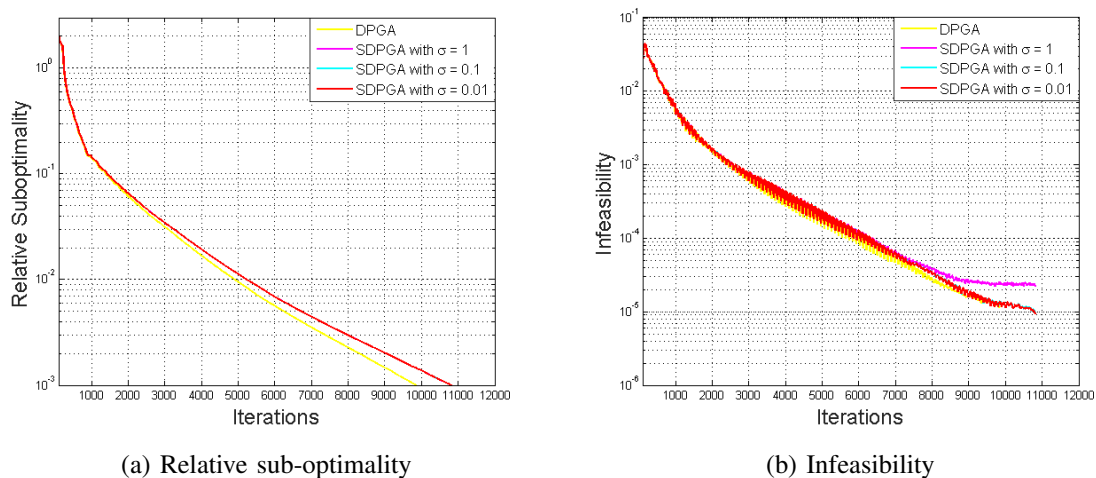 DPGA
SDPGA with σ = 1
SDPGA with σ = 0.1
SDPGA with σ = 0.01
10^0
10^-1
10^-2
10^-3
Relative Suboptimality
1000 2000 3000 4000 5000 6000 7000 8000 9000 10000 11000 12000
Iterations
(a) Relative sub-optimality
DPGA
SDPGA with σ = 1
SDPGA with σ = 0.1
SDPGA with σ = 0.01
10^-1
10^-2
10^-3
10^-4
10^-5
10^-6
Infeasibility
1000 2000 3000 4000 5000 6000 7000 8000 9000 10000 11000 12000
Iterations
(b) Infeasibility